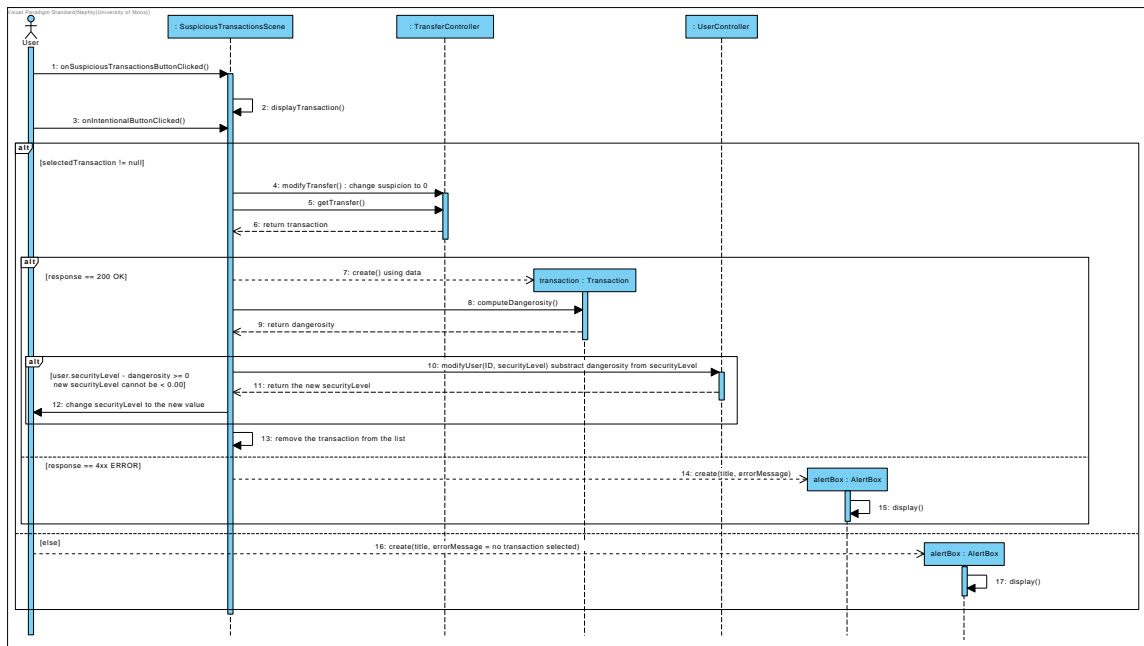 Visual Paradigm Standard(Nephty(University of Mons))
User
: SuspiciousTransactionsScene
: TransferController
: UserController
1: onSuspiciousTransactionsButtonClicked()
2: displayTransaction()
3: onIntentionalButtonClicked()
alt
[selectedTransaction != null]
4: modifyTransfer() : change suspicion to 0
5: getTransfer()
6: return transaction
alt
[response == 200 OK]
7: create() using data
transaction : Transaction
8: computeDangerosity()
9: return dangerosity
alt
[user.securityLevel - dangerosity >= 0
new securityLevel cannot be < 0.00]
10: modifyUser(ID, securityLevel) substract dangerosity from securityLevel
11: return the new securityLevel
12: change securityLevel to the new value
13: remove the transaction from the list
[response == 4xx ERROR]
14: create(title, errorMessage)
alertBox : AlertBox
15: display()
[else]
16: create(title, errorMessage = no transaction selected)
alertBox : AlertBox
17: display()